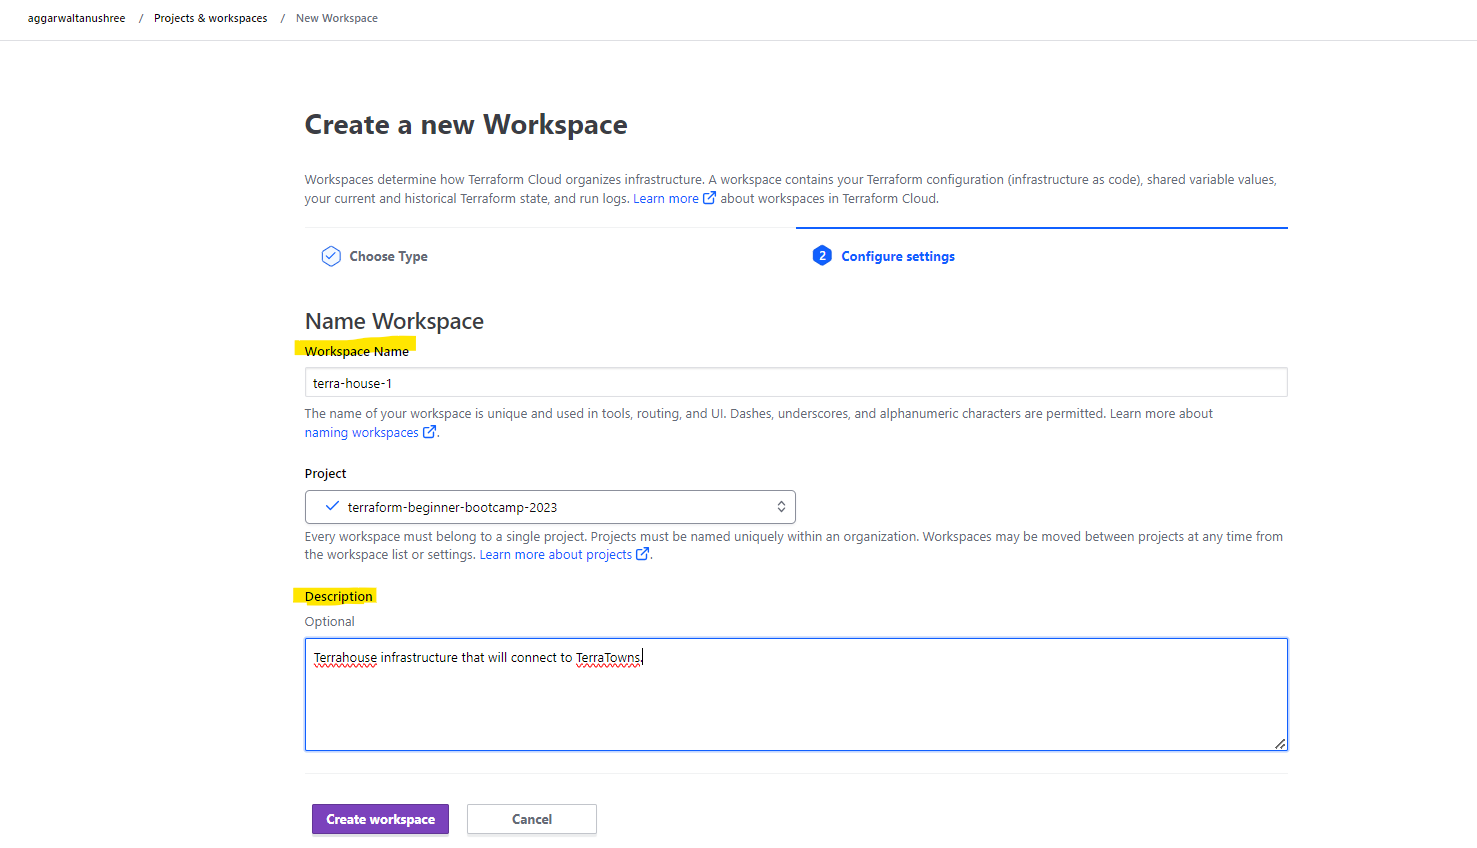 aggarwaltanushree / Projects & workspaces / New Workspace
Create a new Workspace
Workspaces determine how Terraform Cloud organizes infrastructure. A workspace contains your Terraform configuration (infrastructure as code), shared variable values,
your current and historical Terraform state, and run logs. Learn more about workspaces in Terraform Cloud.
Choose Type
2 Configure settings
Name Workspace
Workspace Name
terra-house-1
The name of your workspace is unique and used in tools, routing, and UI. Dashes, underscores, and alphanumeric characters are permitted. Learn more about
naming workspaces.
Project
terraform-beginner-bootcamp-2023
Every workspace must belong to a single project. Projects must be named uniquely within an organization. Workspaces may be moved between projects at any time from
the workspace list or settings. Learn more about projects.
Description
Optional
Terrahouse infrastructure that will connect to TerraTowns.
Create workspace
Cancel